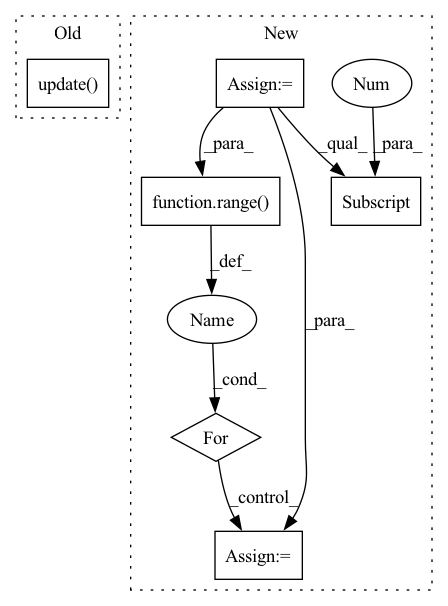 Old
New
update()
Assign:=
Num
_para_
_qual_
_para_
function.range()
Subscript
_def_
Name
_para_
_cond_
For
_control_
Assign:=